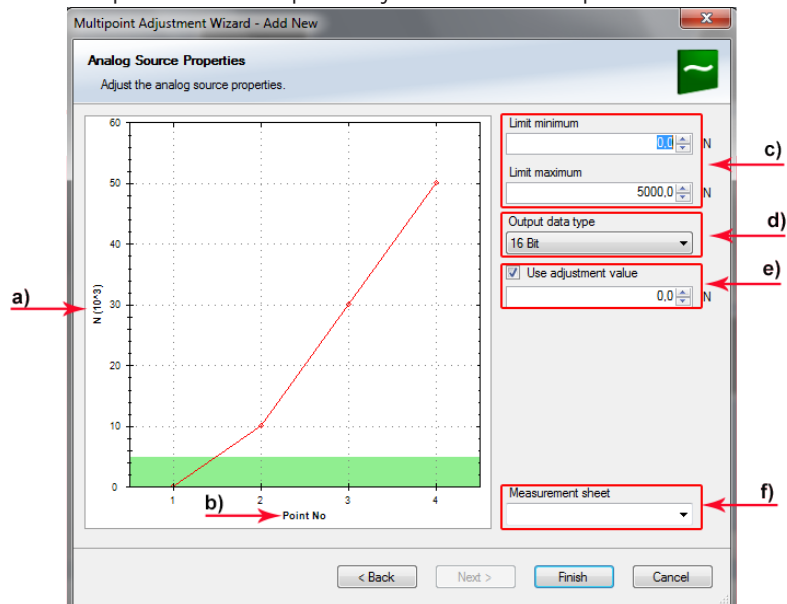 Multipoint Adjustment Wizard - Add New
Analog Source Properties
Adjust the analog source properties.
60
50
40
30
20
10
0
1
2
3
4
N (10^3)
Point No
a)
b)
Limit minimum
0,0 N
Limit maximum
5000,0 N
c)
Output data type
16 Bit
d)
Use adjustment value
0,0 N
e)
Measurement sheet
f)
< Back
Next >
Finish
Cancel